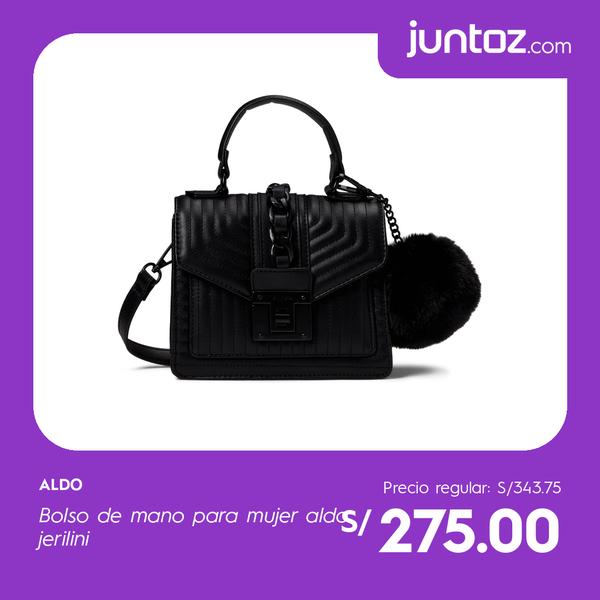 juntoz.com
ALDO
Precio regular: S/343.75
Bolso de mano para mujer aldo
jerilini
S/ 275.00